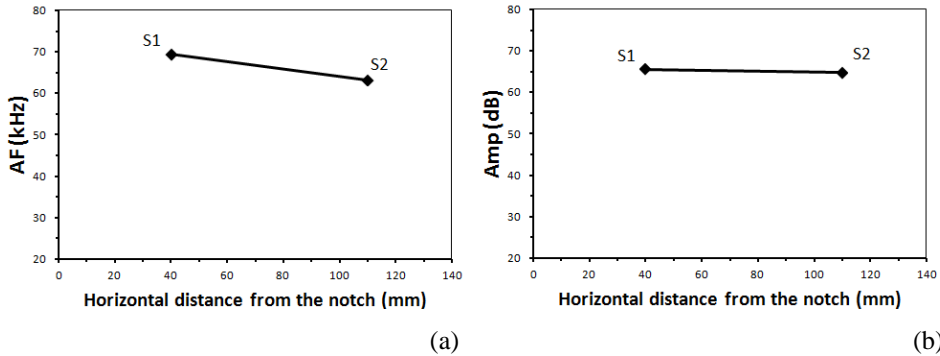 80
70
60
50
40
30
20
AF (kHz)
S1
S2
0 20 40 60 80 100 120 140
Horizontal distance from the notch (mm)
(a)
80
70
60
50
40
30
20
Amp (dB)
S1
S2
0 20 40 60 80 100 120 140
Horizontal distance from the notch (mm)
(b)